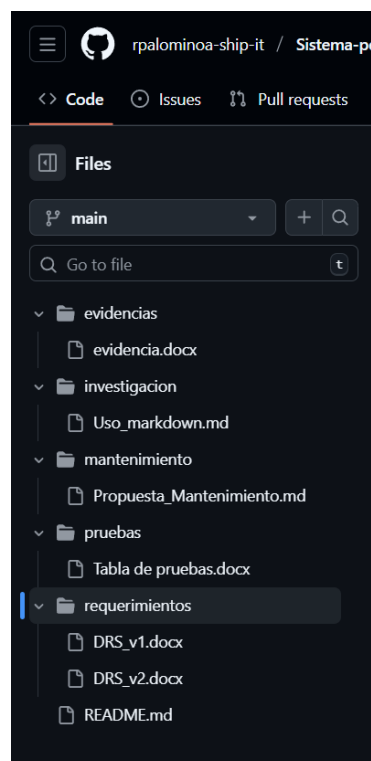 rpalominoa-ship-it / Sistema-p
Code Issues Pull requests
Files
main
Go to file t
evidencias
evidencia.docx
investigacion
Uso_markdown.md
mantenimiento
Propuesta_Mantenimiento.md
pruebas
Tabla de pruebas.docx
requerimientos
DRS_v1.docx
DRS_v2.docx
README.md